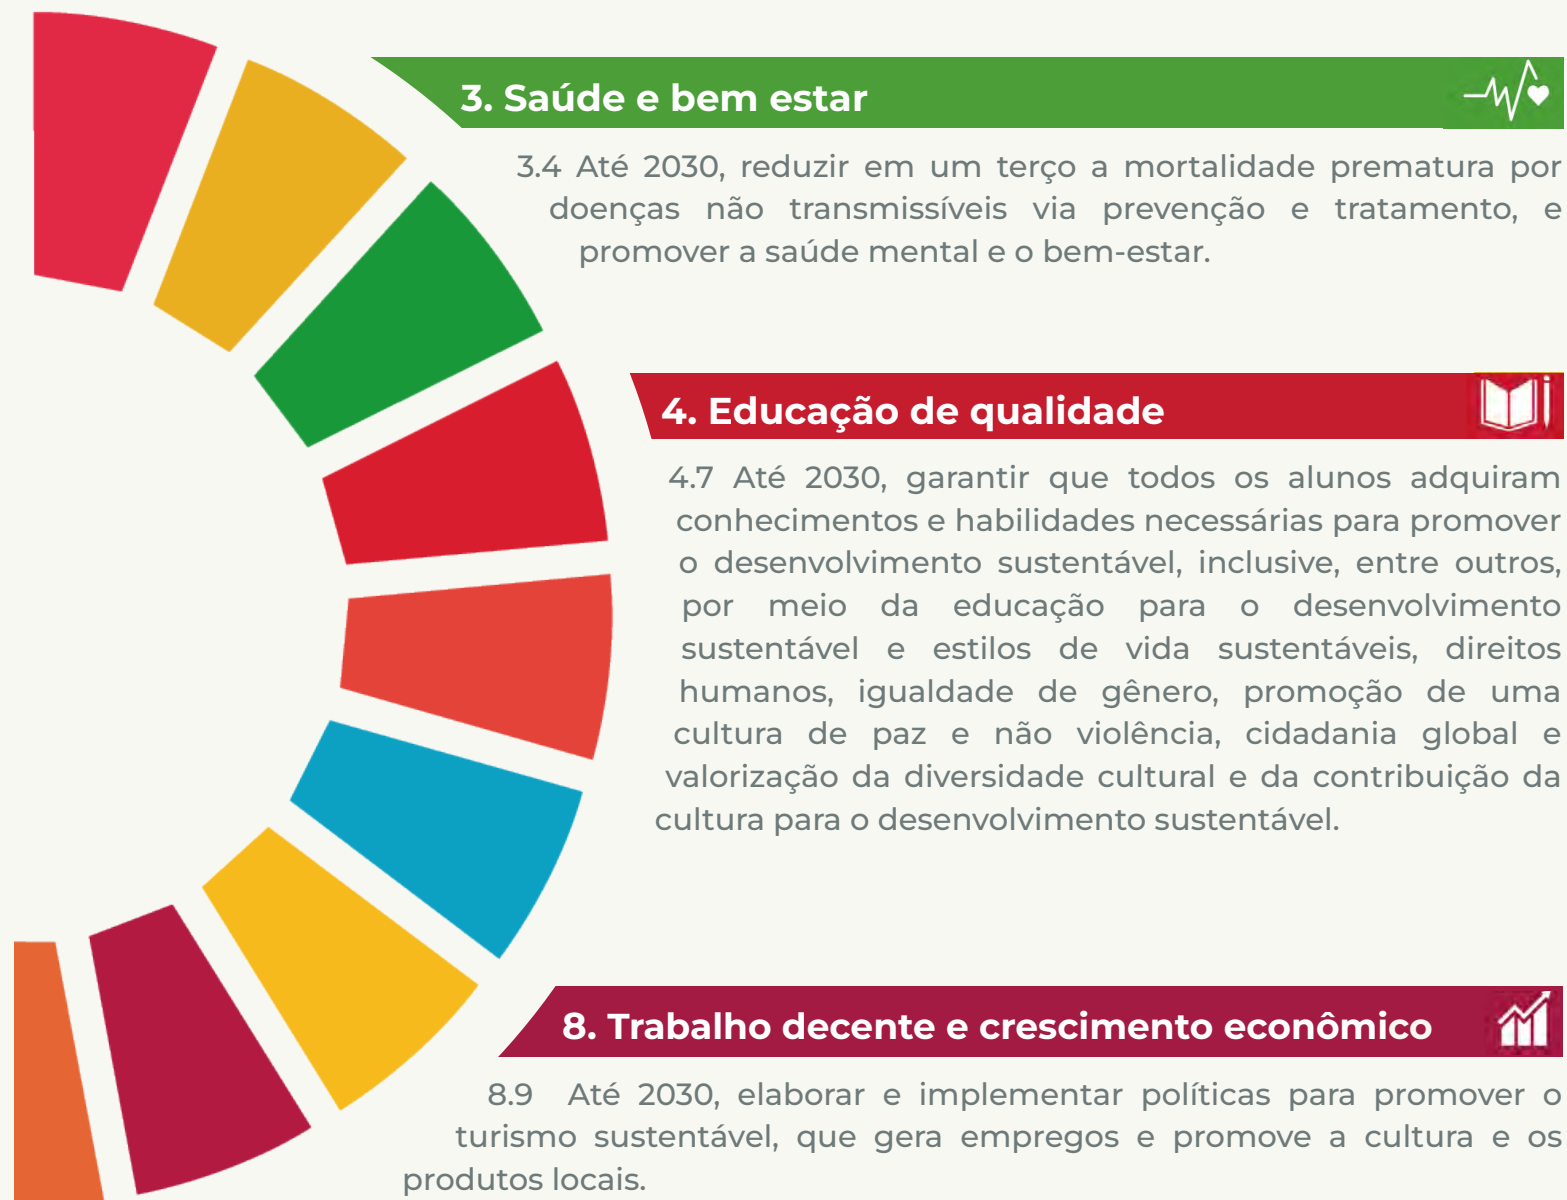 3. Saúde e bem estar
3.4 Até 2030, reduzir em um terço a mortalidade prematura por
doenças não transmissíveis via prevenção e tratamento, e
promover a saúde mental e o bem-estar.
4. Educação de qualidade
4.7 Até 2030, garantir que todos os alunos adquiram
conhecimentos e habilidades necessárias para promover
o desenvolvimento sustentável, inclusive, entre outros,
por meio da educação para o desenvolvimento
sustentável e estilos de vida sustentáveis, direitos
humanos, igualdade de gênero, promoção de uma
cultura de paz e não violência, cidadania global e
valorização da diversidade cultural e da contribuição da
cultura para o desenvolvimento sustentável.
8. Trabalho decente e crescimento econômico
8.9 Até 2030, elaborar e implementar políticas para promover o
turismo sustentável, que gera empregos e promove a cultura e os
produtos locais.